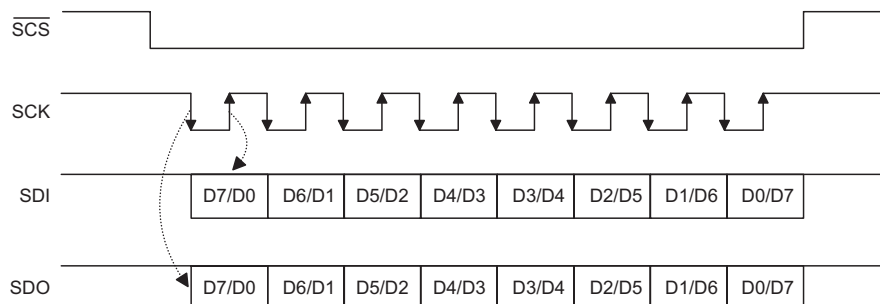 S̅C̅S̅
SCK
SDI D7/D0 D6/D1 D5/D2 D4/D3 D3/D4 D2/D5 D1/D6 D0/D7
SDO D7/D0 D6/D1 D5/D2 D4/D3 D3/D4 D2/D5 D1/D6 D0/D7